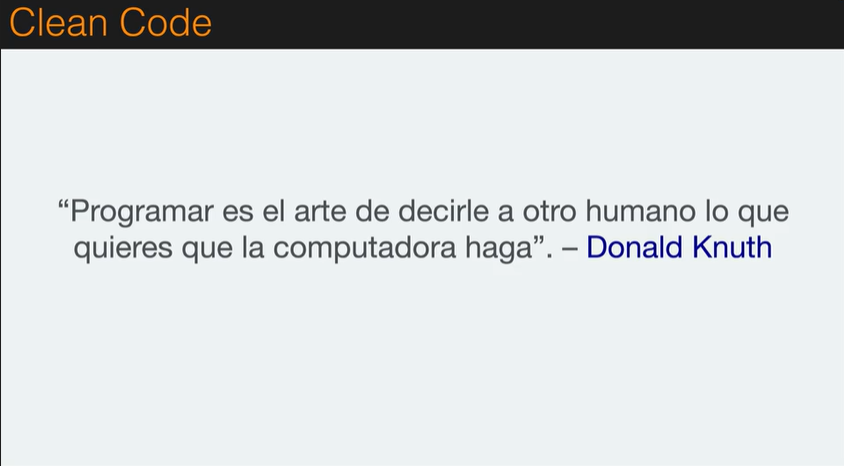 Clean Code
“Programar es el arte de decirle a otro humano lo que
quieres que la computadora haga”. – Donald Knuth